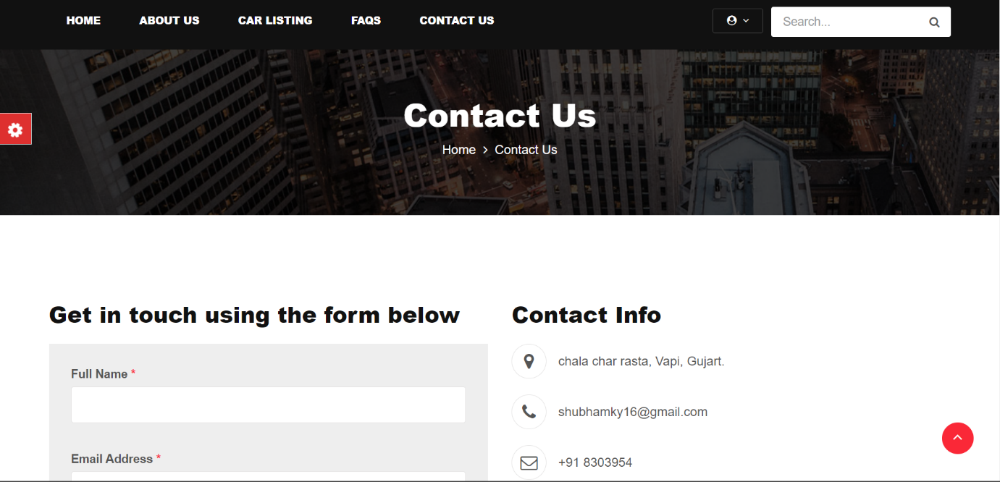 HOME ABOUT US CAR LISTING FAQS CONTACT US Search...
Contact Us
Home > Contact Us
Get in touch using the form below
Full Name *
Email Address *
Contact Info
chala char rasta, Vapi, Gujart.
shubhamky16@gmail.com
+91 8303954